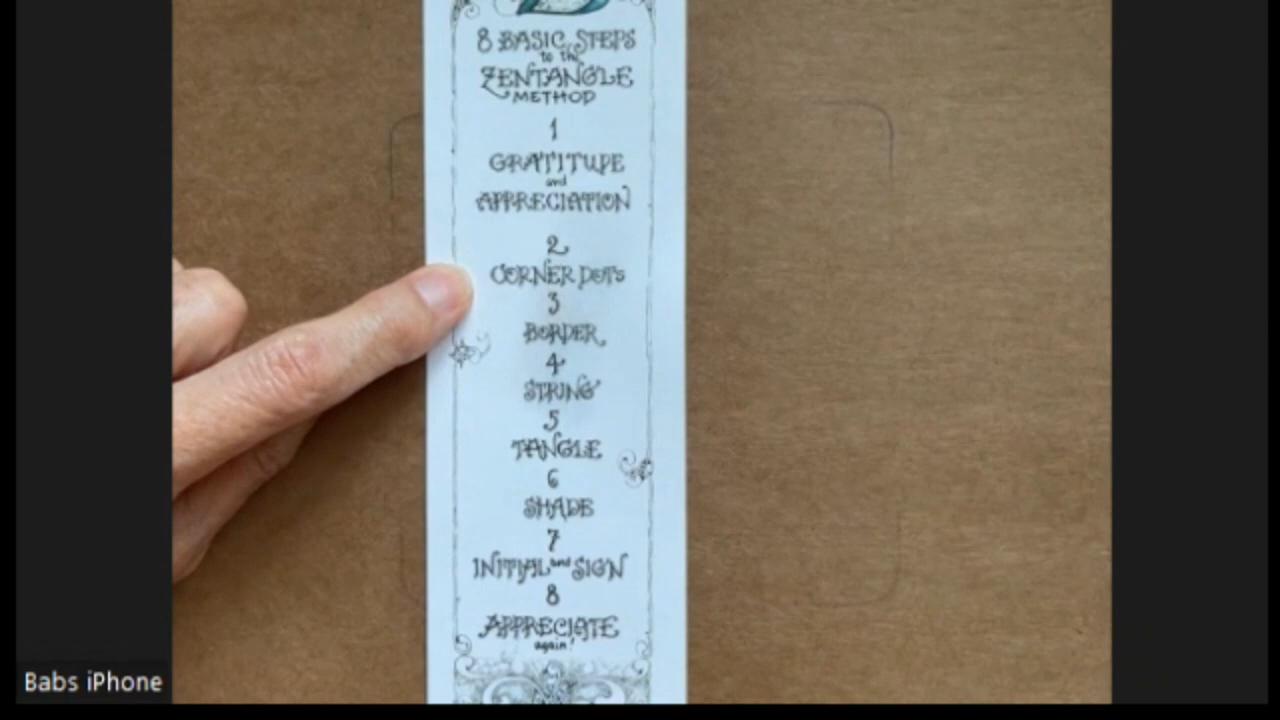 8 BASIC STEPS
to the
ZENTANGLE
METHOD
1
GRATITUDE
and
APPRECIATION
2
CORNER DOTS
3
BORDER
4
STRING
5
TANGLE
6
SHADE
7
INITIAL and SIGN
8
APPRECIATE
again!
Babs iPhone